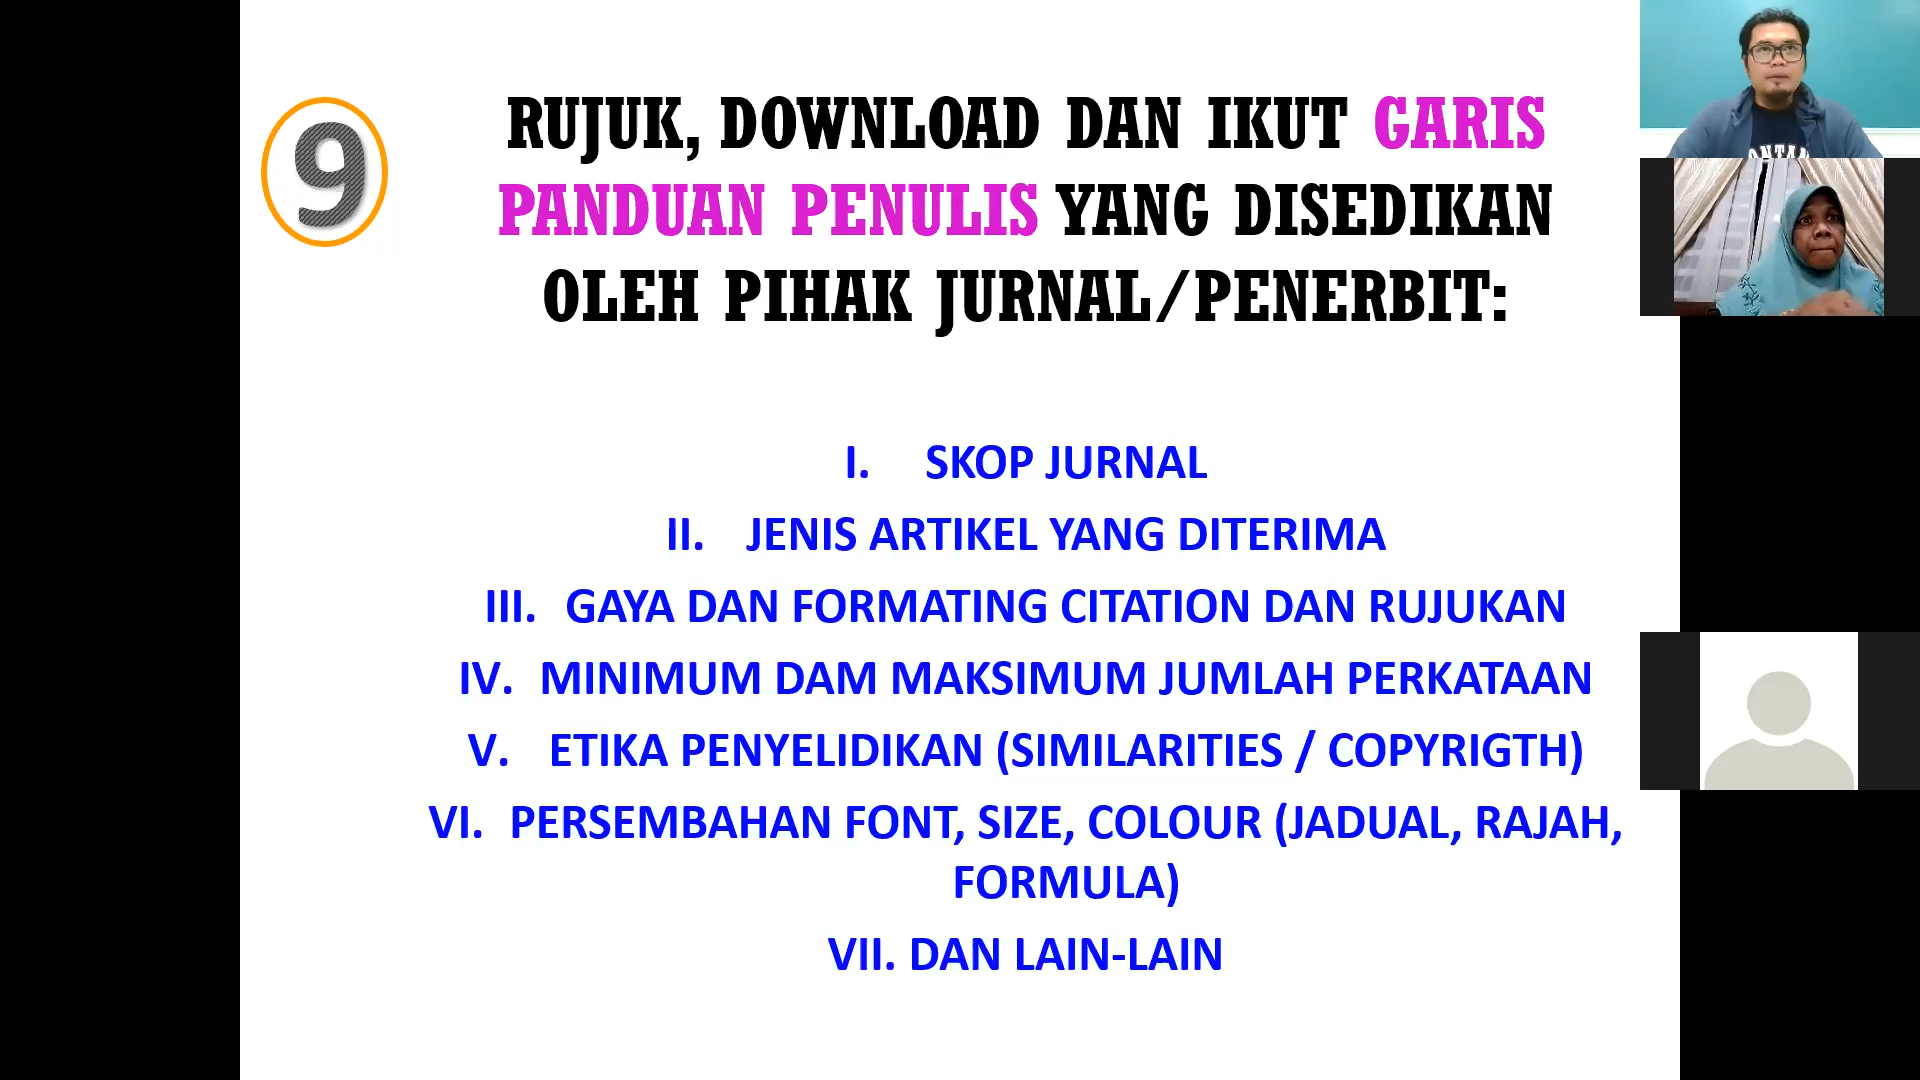 9
RUJUK, DOWNLOAD DAN IKUT GARIS
PANDUAN PENULIS YANG DISEDIKAN
OLEH PIHAK JURNAL/PENERBIT:
I. SKOP JURNAL
II. JENIS ARTIKEL YANG DITERIMA
III. GAYA DAN FORMATING CITATION DAN RUJUKAN
IV. MINIMUM DAM MAKSIMUM JUMLAH PERKATAAN
V. ETIKA PENYELIDIKAN (SIMILARITIES / COPYRIGTH)
VI. PERSEMBAHAN FONT, SIZE, COLOUR (JADUAL, RAJAH,
FORMULA)
VII. DAN LAIN-LAIN